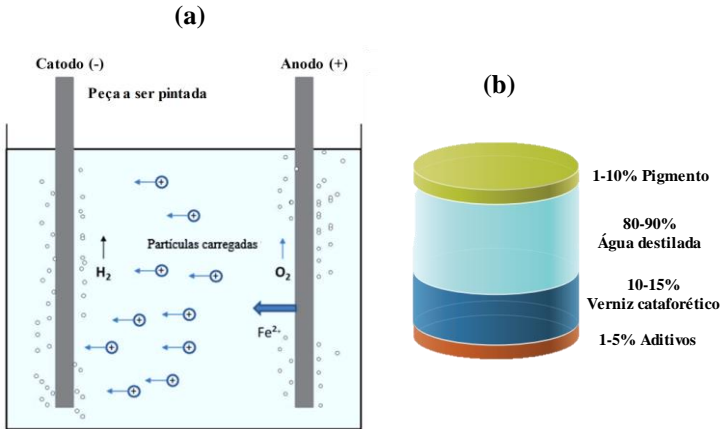 (a)
Catodo (-)
Anodo (+)
Peça a ser pintada
Partículas carregadas
H₂
O₂
Fe²⁺
(b)
1-10% Pigmento
80-90%
Água destilada
10-15%
Verniz cataforético
1-5% Aditivos